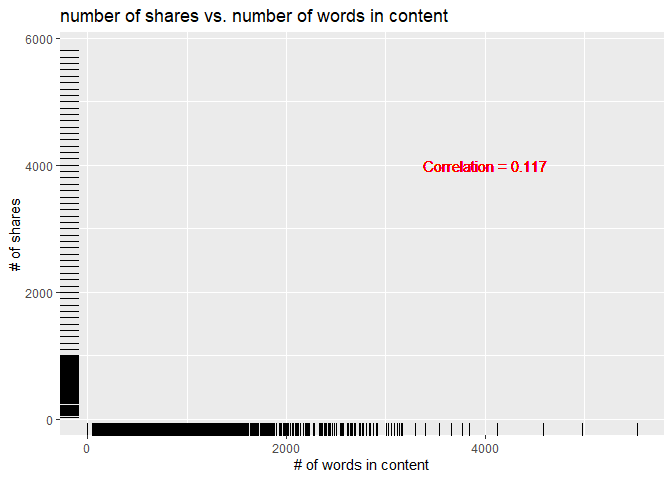 number of shares vs. number of words in content
6000
4000
2000
0
# of shares
Correlation = 0.117
0
2000
4000
# of words in content